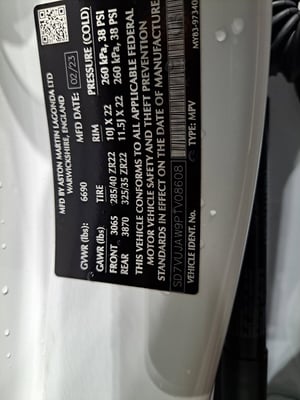 MFD BY ASTON MARTIN LAGONDA LTD
WARWICKSHIRE, ENGLAND
GVWR (lbs): 6690 MFD DATE: 02/23 PRESSURE (COLD)
GAWR (lbs): TIRE RIM
FRONT 3065 285/40 ZR22 10J X 22 260 kPa, 38 PSI
REAR 3870 325/35 ZR22 11.5J X 22 260 kPa, 38 PSI
THIS VEHICLE CONFORMS TO ALL APPLICABLE FEDERAL
MOTOR VEHICLE SAFETY AND THEFT PREVENTION
STANDARDS IN EFFECT ON THE DATE OF MANUFACTURE
SD7VUJAW9PTV08608
VEHICLE IDENT. No. TYPE: MPV